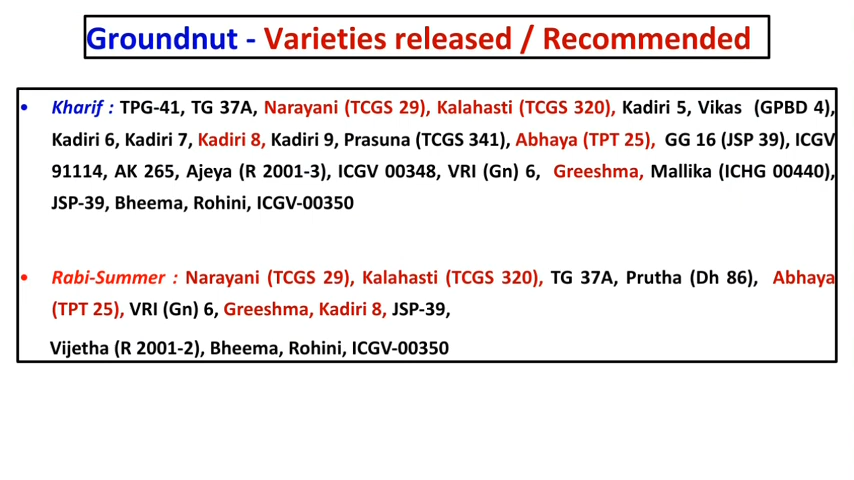 Groundnut - Varieties released / Recommended
• Kharif : TPG-41, TG 37A, Narayani (TCGS 29), Kalahasti (TCGS 320), Kadiri 5, Vikas (GPBD 4),
Kadiri 6, Kadiri 7, Kadiri 8, Kadiri 9, Prasuna (TCGS 341), Abhaya (TPT 25), GG 16 (JSP 39), ICGV
91114, AK 265, Ajeya (R 2001-3), ICGV 00348, VRI (Gn) 6, Greeshma, Mallika (ICHG 00440),
JSP-39, Bheema, Rohini, ICGV-00350
• Rabi-Summer : Narayani (TCGS 29), Kalahasti (TCGS 320), TG 37A, Prutha (Dh 86), Abhaya
(TPT 25), VRI (Gn) 6, Greeshma, Kadiri 8, JSP-39,
Vijetha (R 2001-2), Bheema, Rohini, ICGV-00350